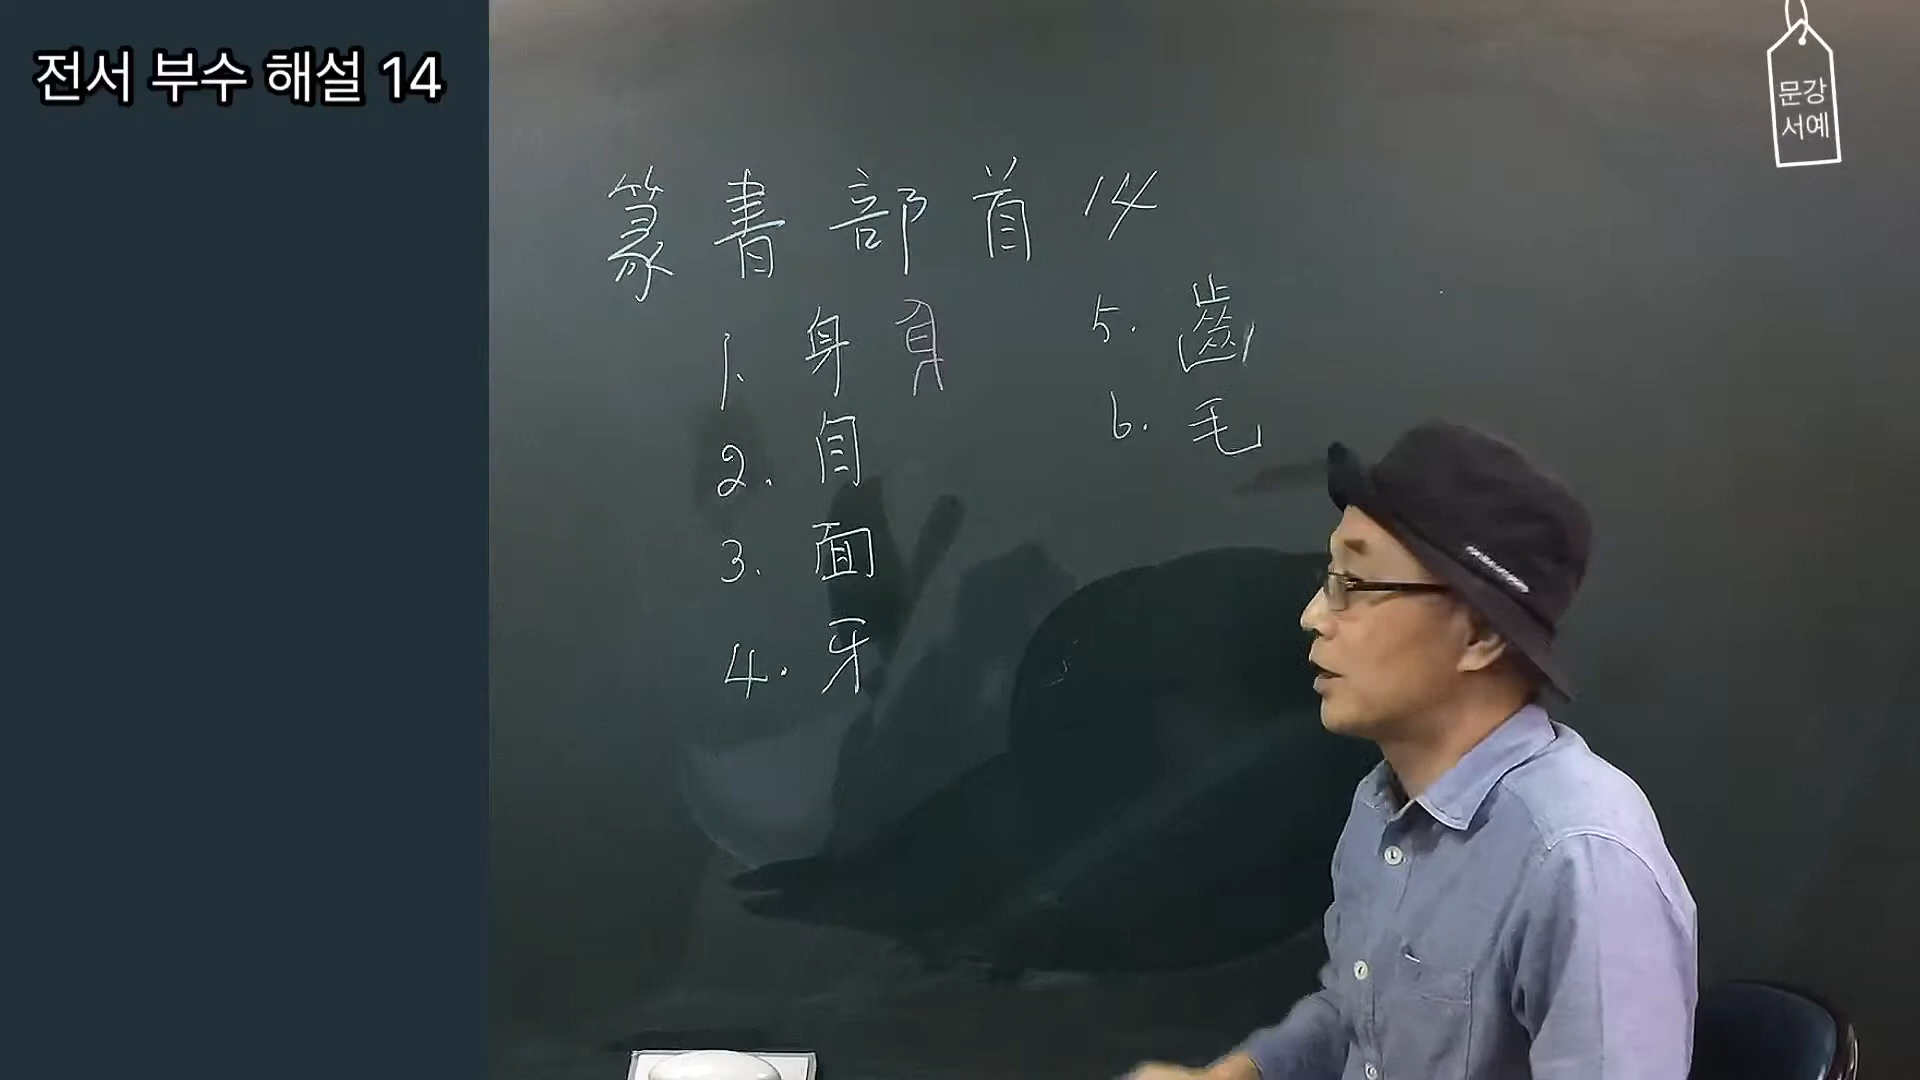 전서 부수 해설 14
문강
서예
篆書部首 14
1. 身
2. 自
3. 面
4. 牙
5. 齒
6. 毛